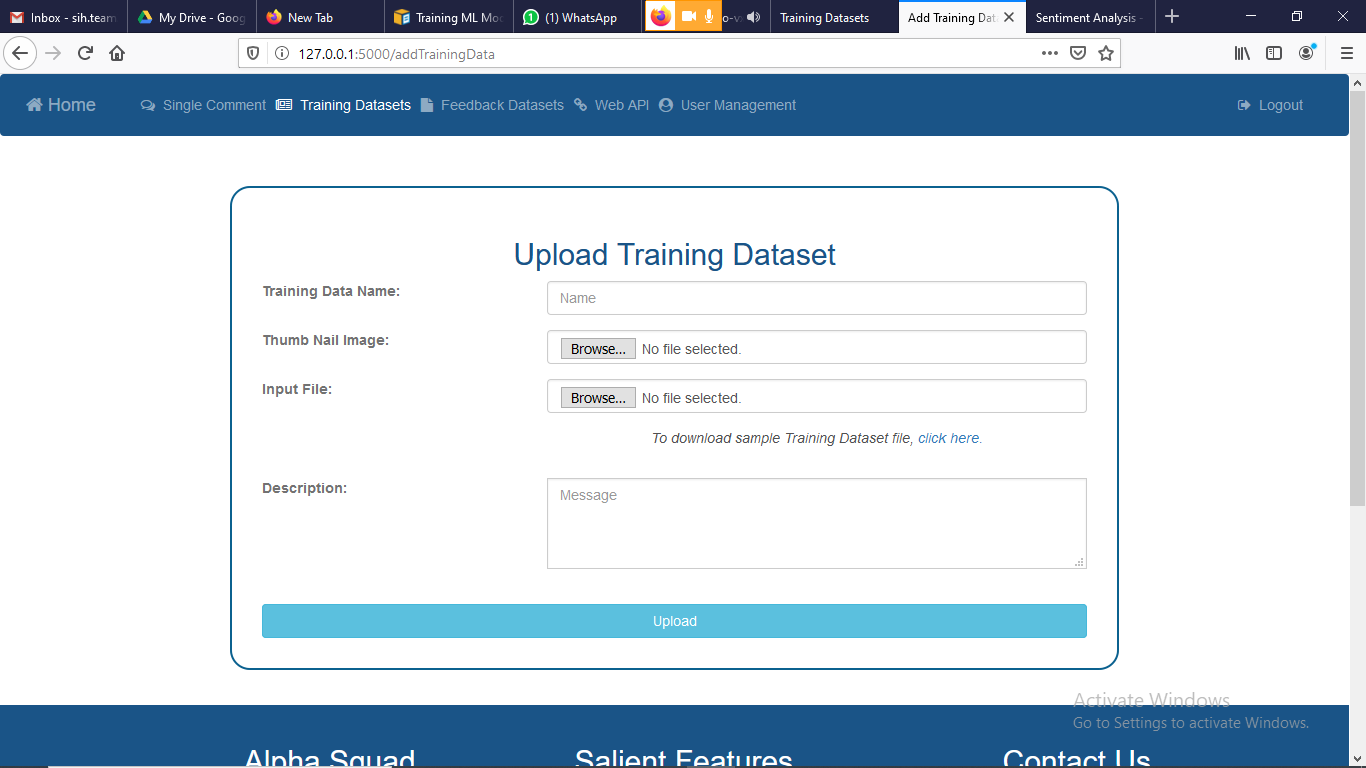 Inbox - sih.team
My Drive - Goog
New Tab
Training ML Mo
(1) WhatsApp
Training Datasets
Add Training Dat
Sentiment Analysis -
127.0.0.1:5000/addTrainingData
Home Single Comment Training Datasets Feedback Datasets Web API User Management Logout
Upload Training Dataset
Training Data Name: Name
Thumb Nail Image: Browse... No file selected.
Input File: Browse... No file selected.
To download sample Training Dataset file, click here.
Description: Message
Upload
Activate Windows
Go to Settings to activate Windows.
Alpha Squad Salient Features Contact Us